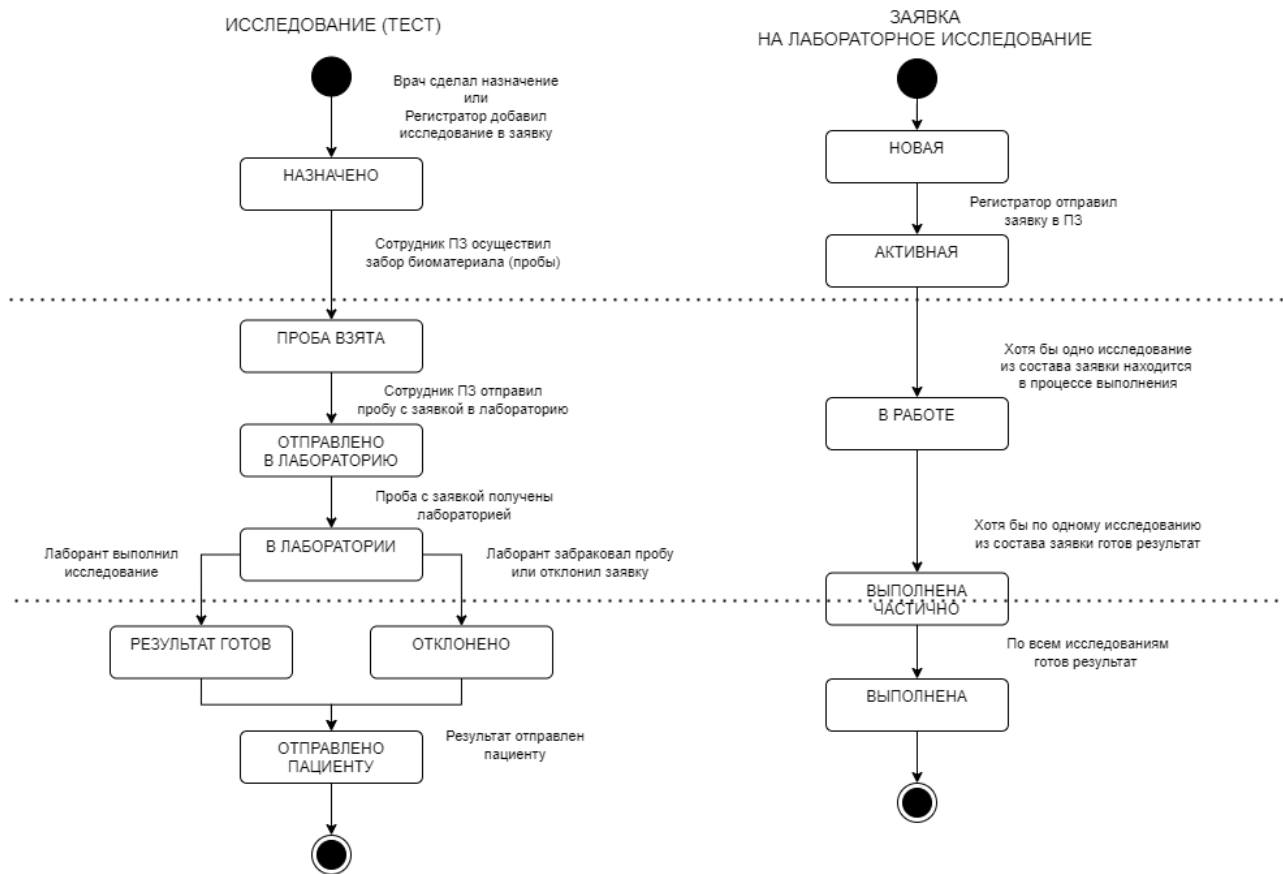 ИССЛЕДОВАНИЕ (ТЕСТ)
Врач сделал назначение
или
Регистратор добавил
исследование в заявку
НАЗНАЧЕНО
Сотрудник ПЗ осуществил
забор биоматериала (пробы)
ПРОБА ВЗЯТА
Сотрудник ПЗ отправил
пробу с заявкой в лабораторию
ОТПРАВЛЕНО
В ЛАБОРАТОРИЮ
Проба с заявкой получены
лабораторией
В ЛАБОРАТОРИИ
Лаборант выполнил
исследование
Лаборант забраковал пробу
или отклонил заявку
РЕЗУЛЬТАТ ГОТОВ
ОТКЛОНЕНО
ОТПРАВЛЕНО
ПАЦИЕНТУ
Результат отправлен
пациенту
ЗАЯВКА
НА ЛАБОРАТОРНОЕ ИССЛЕДОВАНИЕ
НОВАЯ
Регистратор отправил
заявку в ПЗ
АКТИВНАЯ
Хотя бы одно исследование
из состава заявки находится
в процессе выполнения
В РАБОТЕ
Хотя бы по одному исследованию
из состава заявки готов результат
ВЫПОЛНЕНА
ЧАСТИЧНО
По всем исследованиям
готов результат
ВЫПОЛНЕНА